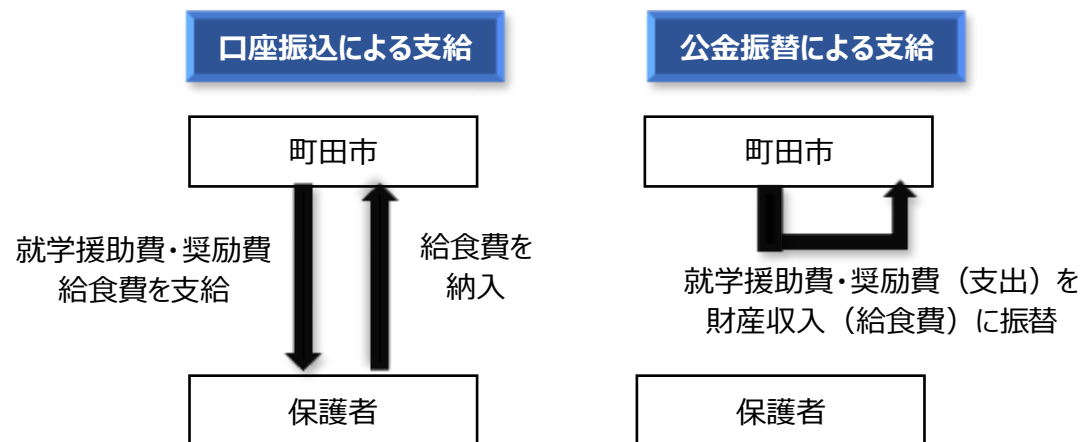 口座振込による支給
町田市
就学援助費・奨励費
給食費を支給
給食費を
納入
保護者
公金振替による支給
町田市
就学援助費・奨励費（支出）を
財産収入（給食費）に振替
保護者